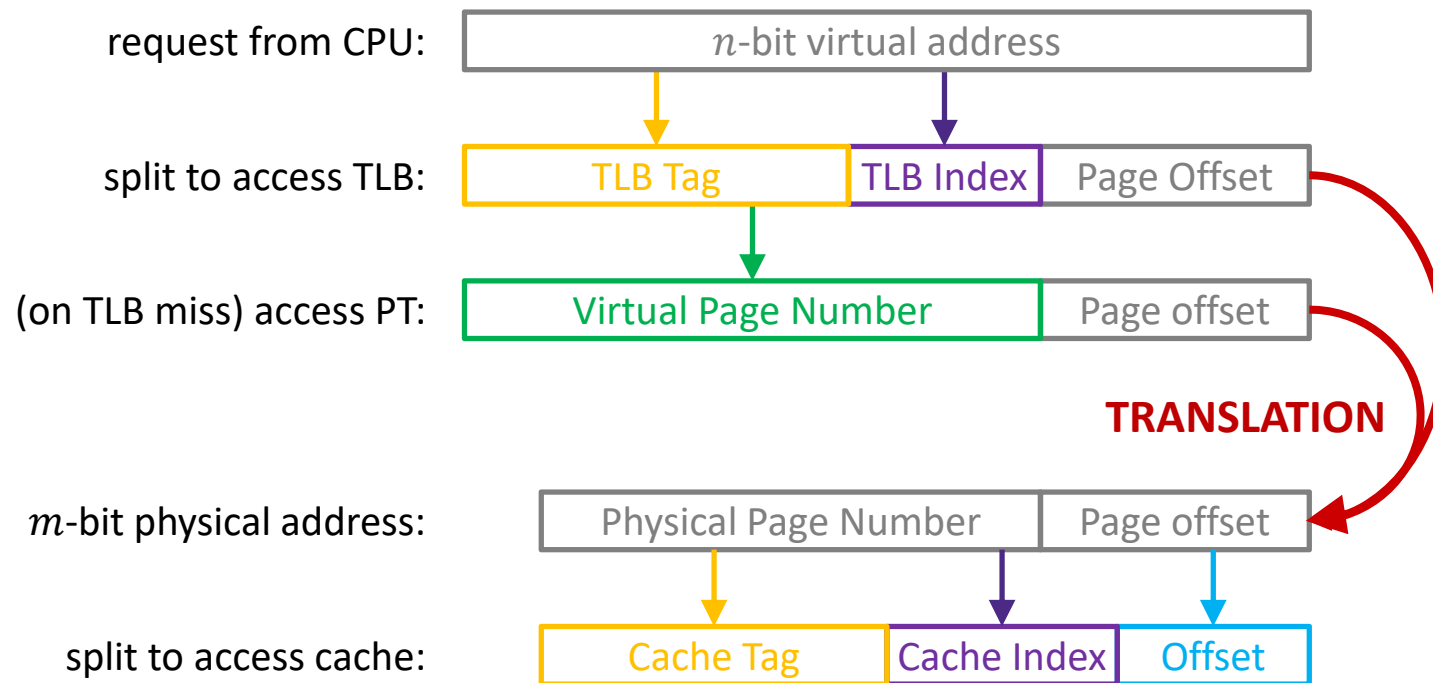 request from CPU: n-bit virtual address
split to access TLB: TLB Tag TLB Index Page Offset
(on TLB miss) access PT: Virtual Page Number Page offset
TRANSLATION
m-bit physical address: Physical Page Number Page offset
split to access cache: Cache Tag Cache Index Offset